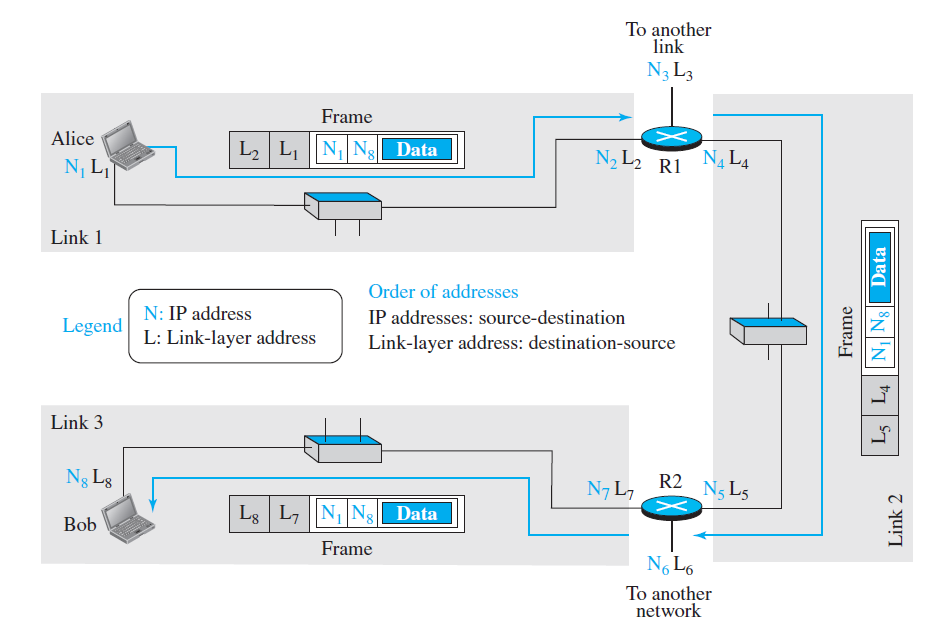 To another
link
N3 L3
Frame
Alice
N1 L1
L2 L1 N1 N8 Data
N2 L2
R1
N4 L4
Link 1
Legend
N: IP address
L: Link-layer address
Order of addresses
IP addresses: source-destination
Link-layer address: destination-source
Frame
L5 L4 N1 N8 Data
Link 2
Link 3
N8 L8
Bob
L8 L7 N1 N8 Data
Frame
N7 L7
R2
N5 L5
N6 L6
To another
network